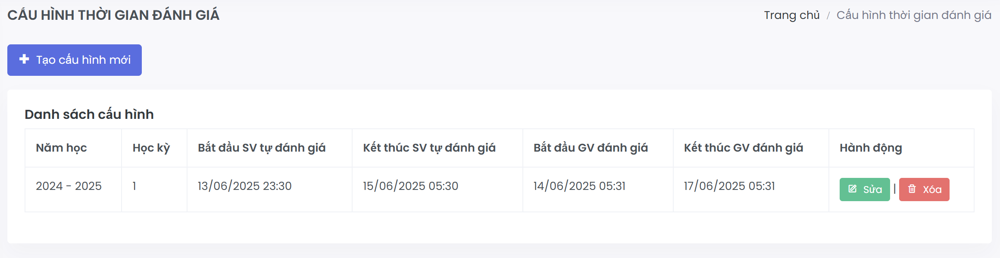 CẤU HÌNH THỜI GIAN ĐÁNH GIÁ
Trang chủ / Cấu hình thời gian đánh giá
Tạo cấu hình mới
Danh sách cấu hình
Năm học Học kỳ Bắt đầu SV tự đánh giá Kết thúc SV tự đánh giá Bắt đầu GV đánh giá Kết thúc GV đánh giá Hành động
2024 - 2025 1 13/06/2025 23:30 15/06/2025 05:30 14/06/2025 05:31 17/06/2025 05:31 Sửa | Xóa